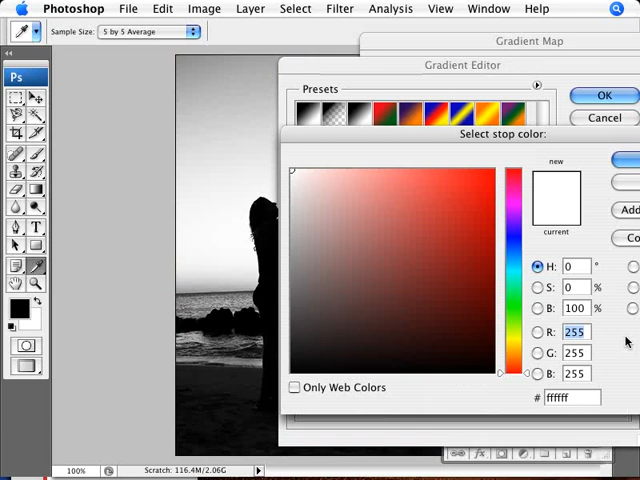 Photoshop File Edit Image Layer Select Filter Analysis View Window Help
Sample Size: 5 by 5 Average
Gradient Map
Gradient Editor
Ps
Presets
OK
Cancel
Select stop color:
new
current
Add
Co
H: 0 °
S: 0 %
B: 100 %
R: 255
G: 255
B: 255
Only Web Colors
# ffffff
100% Scratch: 116.4M/2.06G
fx